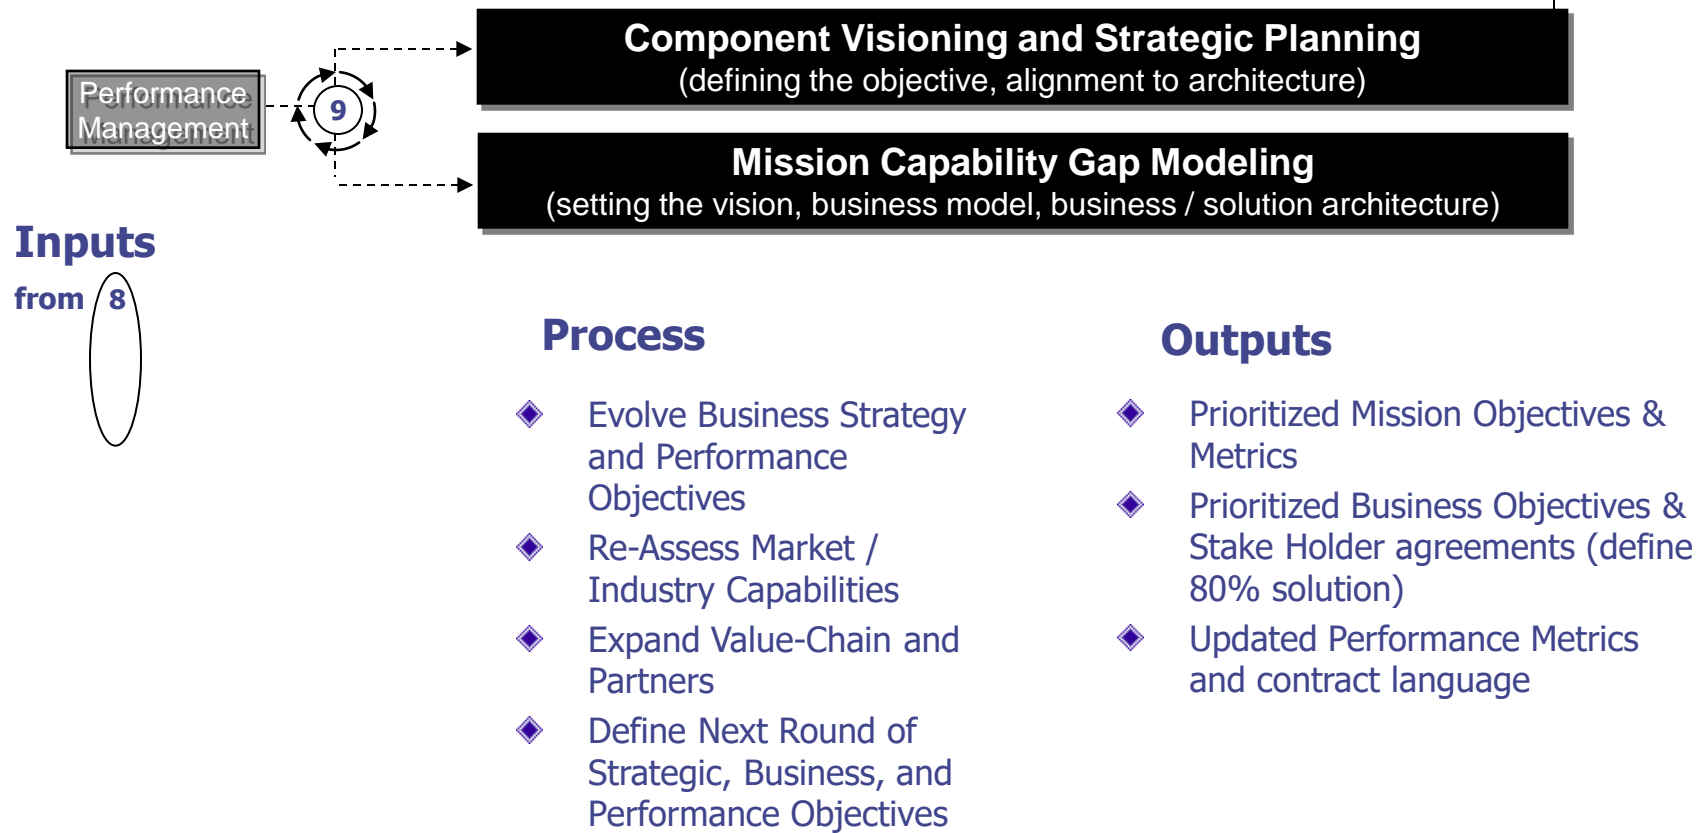 Component Visioning and Strategic Planning
(defining the objective, alignment to architecture)
Performance
Management
9
Mission Capability Gap Modeling
(setting the vision, business model, business / solution architecture)
Inputs
from 8
Process
Evolve Business Strategy
and Performance
Objectives
Re-Assess Market /
Industry Capabilities
Expand Value-Chain and
Partners
Define Next Round of
Strategic, Business, and
Performance Objectives
Outputs
Prioritized Mission Objectives &
Metrics
Prioritized Business Objectives &
Stake Holder agreements (define
80% solution)
Updated Performance Metrics
and contract language